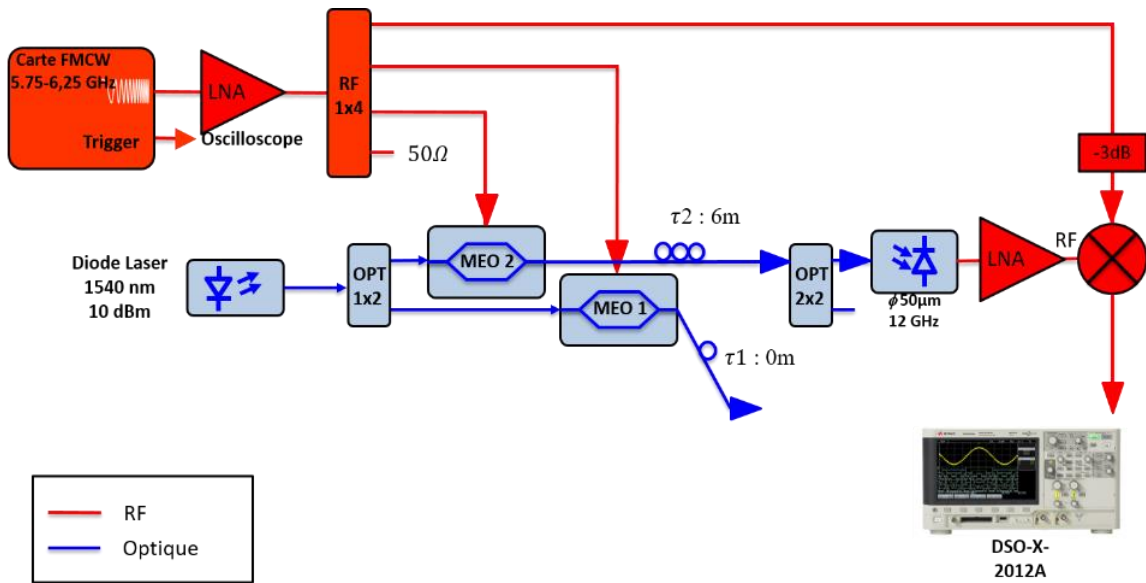 Carte FMCW
5.75-6,25 GHz
Trigger
LNA
Oscilloscope
RF
1x4
50Ω
-3dB
Diode Laser
1540 nm
10 dBm
OPT
1x2
MEO 2
MEO 1
τ2 : 6m
τ1 : 0m
OPT
2x2
ϕ50μm
12 GHz
LNA
RF
DSO-X-
2012A
RF
Optique